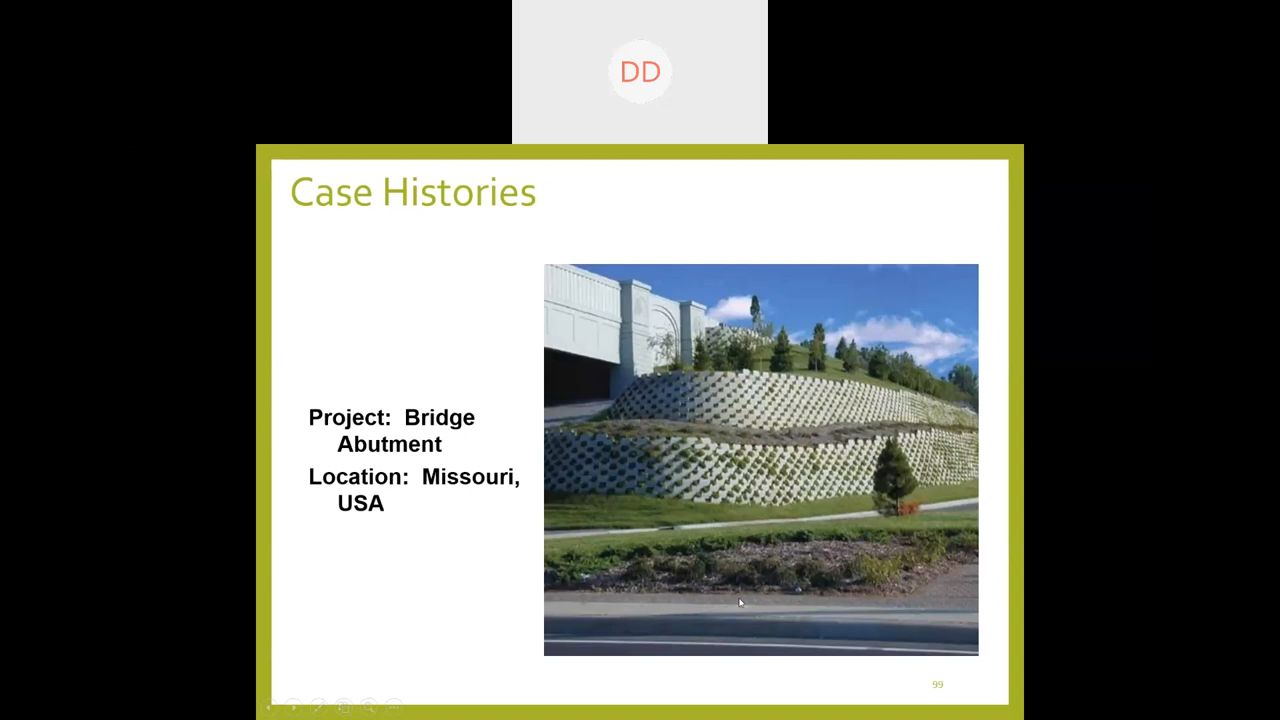 DD
Case Histories
Project: Bridge
Abutment
Location: Missouri,
USA
99